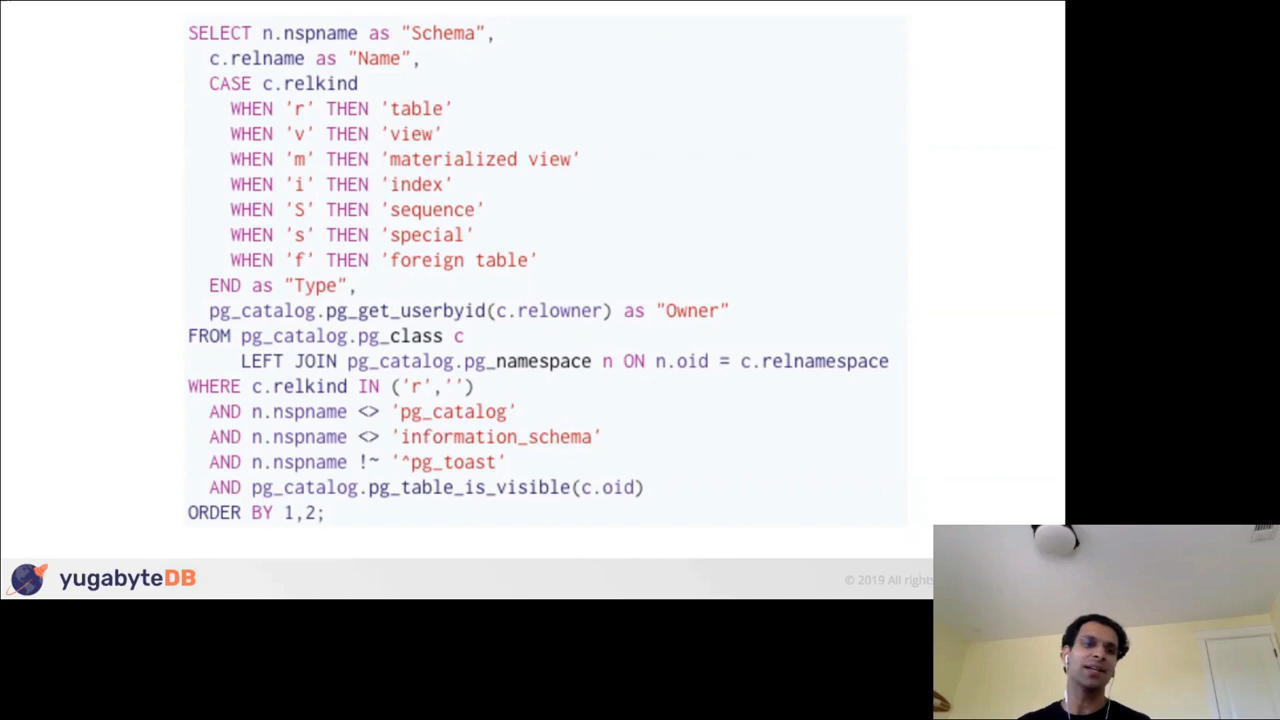 SELECT n.nspname as "Schema",
c.relname as "Name",
CASE c.relkind
WHEN 'r' THEN 'table'
WHEN 'v' THEN 'view'
WHEN 'm' THEN 'materialized view'
WHEN 'i' THEN 'index'
WHEN 'S' THEN 'sequence'
WHEN 's' THEN 'special'
WHEN 'f' THEN 'foreign table'
END as "Type",
pg_catalog.pg_get_userbyid(c.relowner) as "Owner"
FROM pg_catalog.pg_class c
LEFT JOIN pg_catalog.pg_namespace n ON n.oid = c.relnamespace
WHERE c.relkind IN ('r','')
AND n.nspname <> 'pg_catalog'
AND n.nspname <> 'information_schema'
AND n.nspname !~ '^pg_toast'
AND pg_catalog.pg_table_is_visible(c.oid)
ORDER BY 1,2;
yugabyteDB
© 2019 All rights